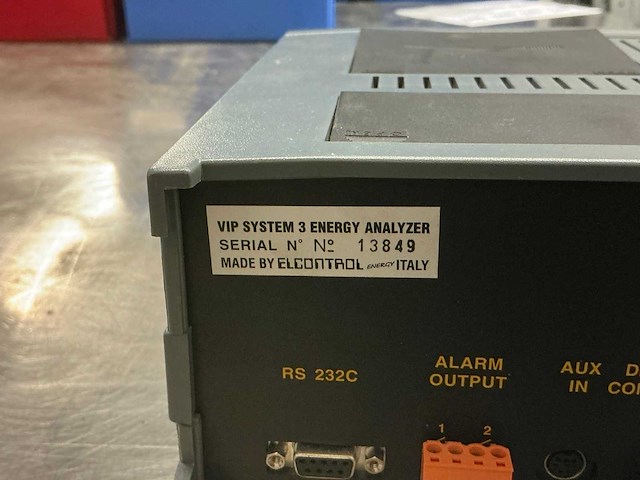 VIP SYSTEM 3 ENERGY ANALYZER
SERIAL N° Nº 13849
MADE BY ELCONTROL ENERGY ITALY
RS 232C
ALARM OUTPUT
AUX IN
D
CO
1 2